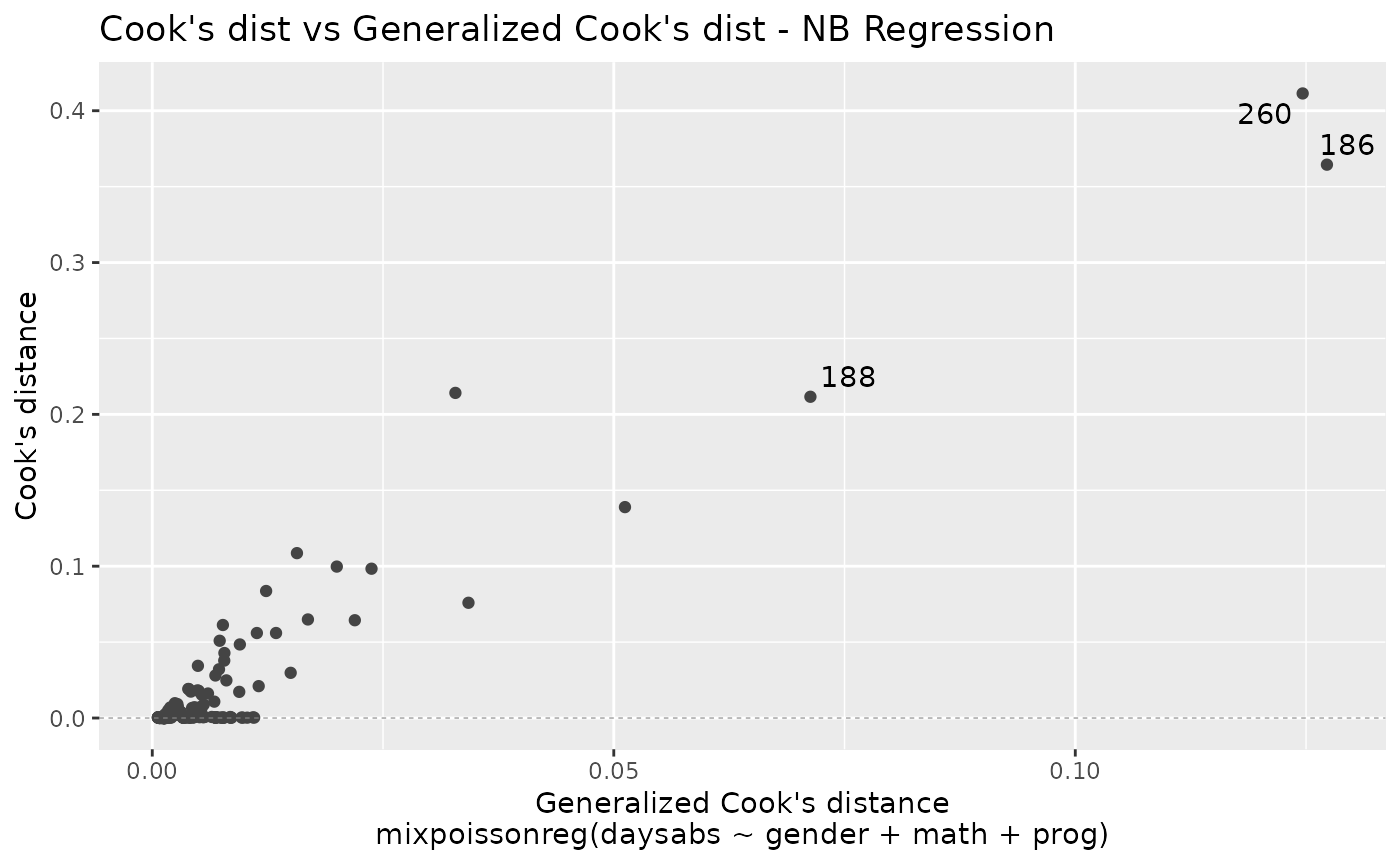 Cook's dist vs Generalized Cook's dist - NB Regression
0.4
260
186
0.3
188
0.2
0.1
0.0
Cook's distance
0.00
0.05
0.10
Generalized Cook's distance
mixpoissonreg(daysabs ~ gender + math + prog)